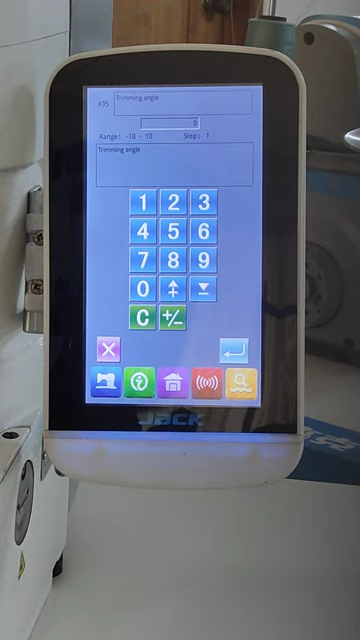 K95 Trimming angle
0
Range: -10 - 10 Step: 1
Trimming angle
1 2 3
4 5 6
7 8 9
0
C +/-
JACK